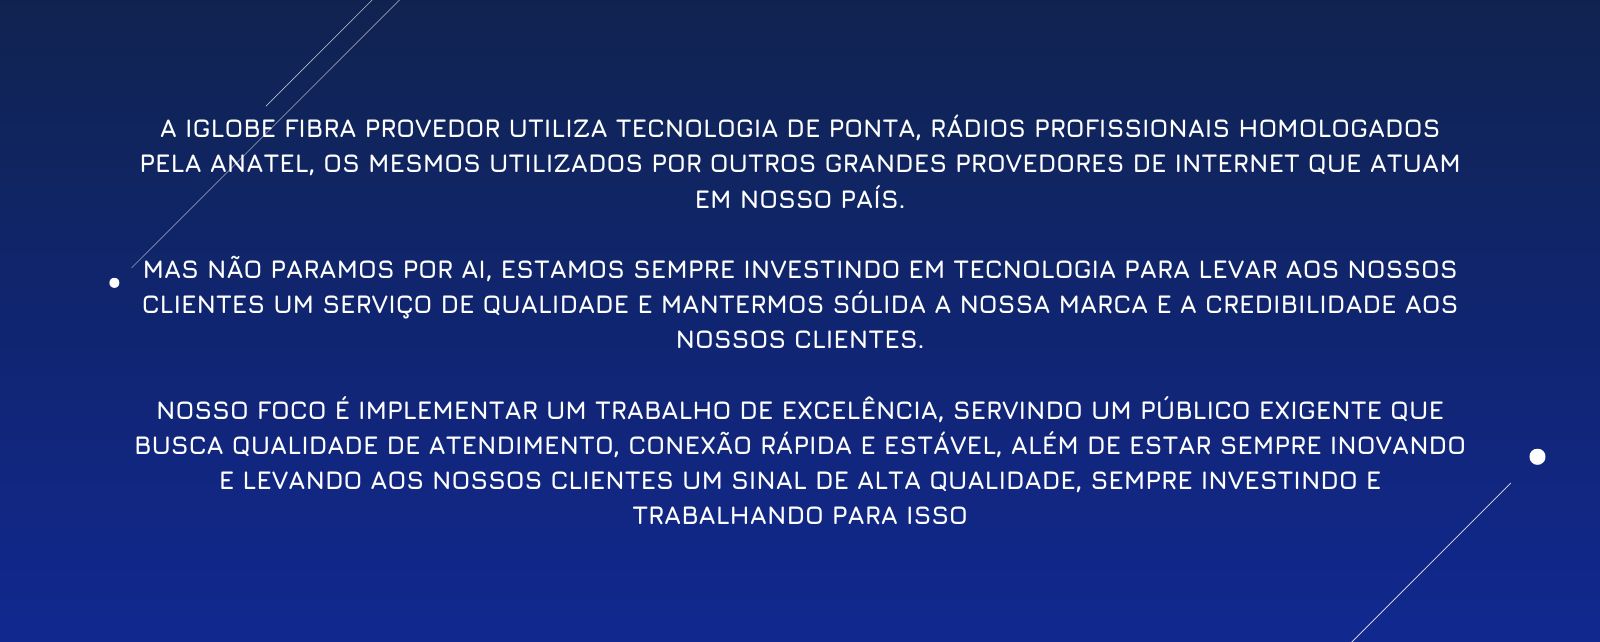 A IGLOBE FIBRA PROVEDOR UTILIZA TECNOLOGIA DE PONTA, RÁDIOS PROFISSIONAIS HOMOLOGADOS
PELA ANATEL, OS MESMOS UTILIZADOS POR OUTROS GRANDES PROVEDORES DE INTERNET QUE ATUAM
EM NOSSO PAÍS.
MAS NÃO PARAMOS POR AI, ESTAMOS SEMPRE INVESTINDO EM TECNOLOGIA PARA LEVAR AOS NOSSOS
CLIENTES UM SERVIÇO DE QUALIDADE E MANTERMOS SÓLIDA A NOSSA MARCA E A CREDIBILIDADE AOS
NOSSOS CLIENTES.
NOSSO FOCO É IMPLEMENTAR UM TRABALHO DE EXCELÊNCIA, SERVINDO UM PÚBLICO EXIGENTE QUE
BUSCA QUALIDADE DE ATENDIMENTO, CONEXÃO RÁPIDA E ESTÁVEL, ALÉM DE ESTAR SEMPRE INOVANDO
E LEVANDO AOS NOSSOS CLIENTES UM SINAL DE ALTA QUALIDADE, SEMPRE INVESTINDO E
TRABALHANDO PARA ISSO